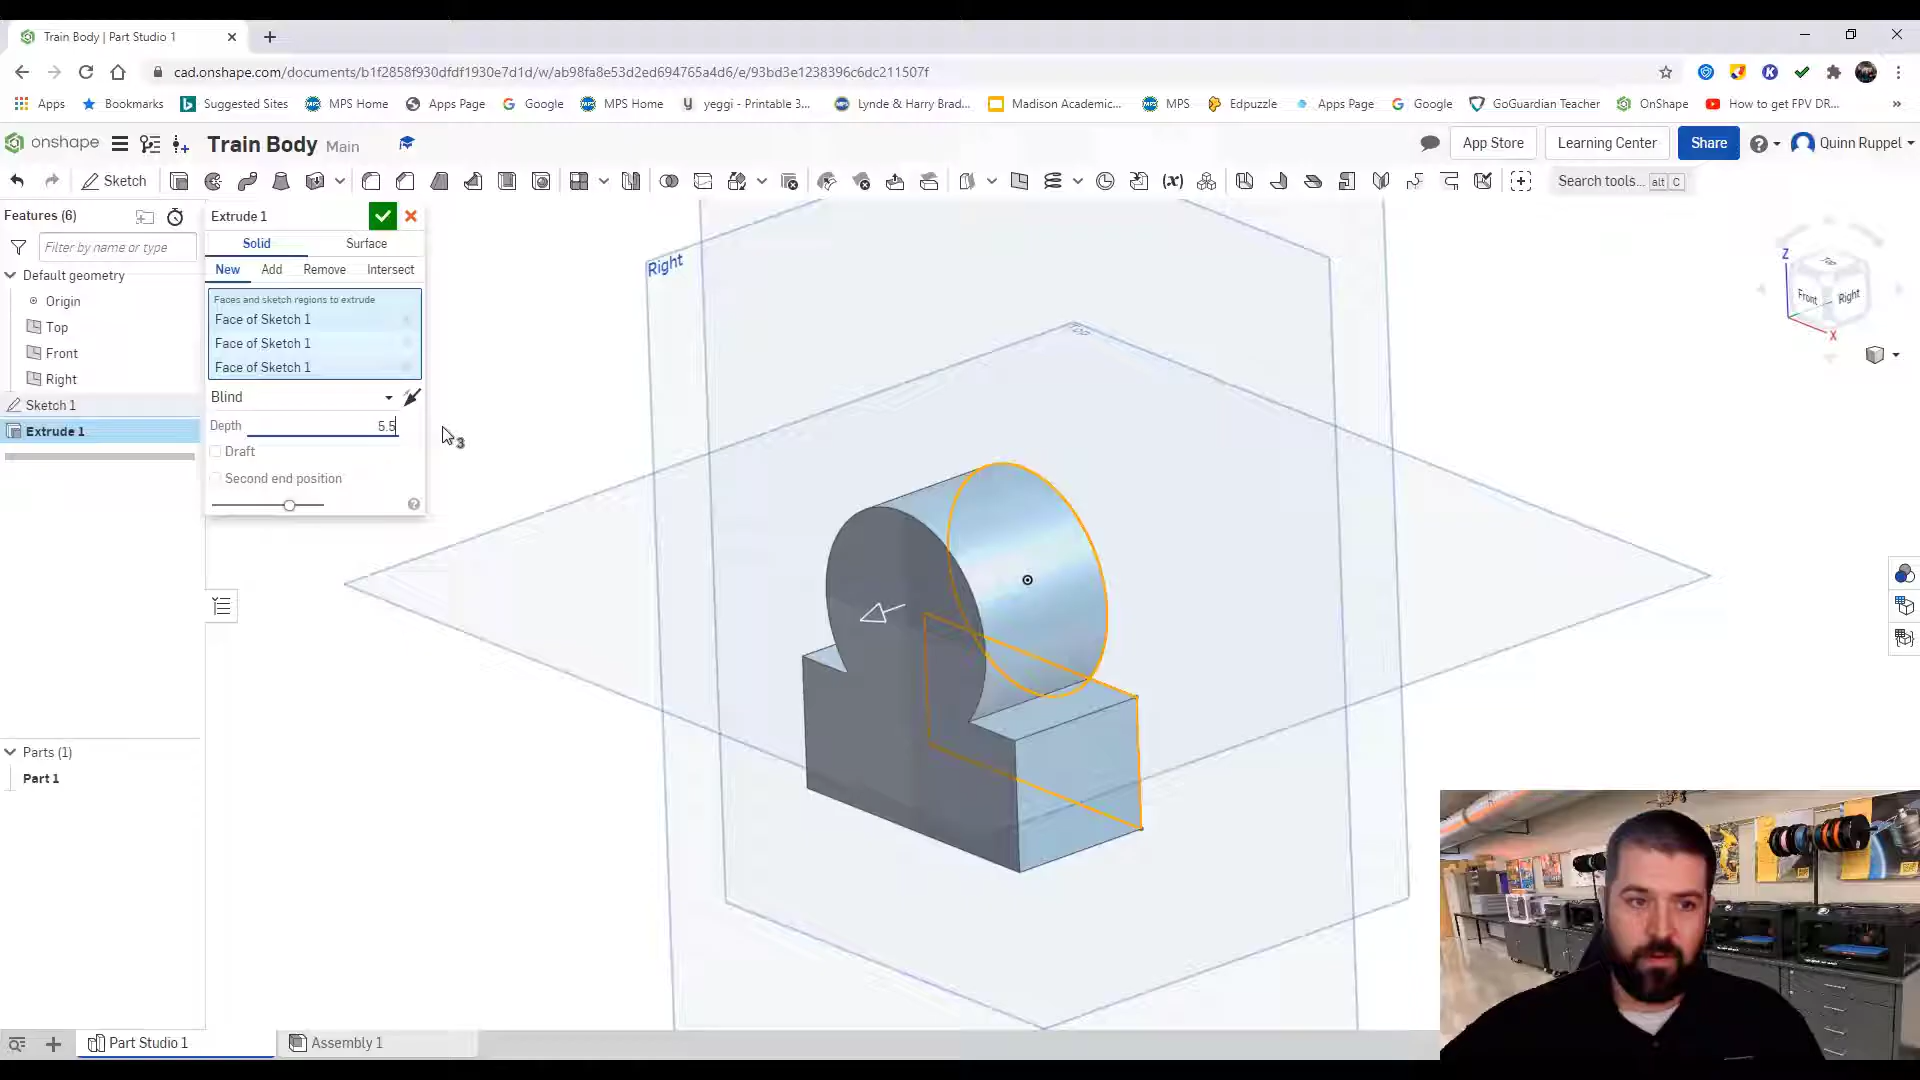 Train Body | Part Studio 1
cad.onshape.com/documents/b1f2858f930dfdf1930e7d1d/w/ab98fa8e53d2ed694765a4d6/e/93bd3e1238396c6dc211507f
Apps Bookmarks Suggested Sites MPS Home Apps Page Google MPS Home yeggi - Printable 3... Lynde & Harry Brad... Madison Academic... MPS Edpuzzle Apps Page Google GoGuardian Teacher OnShape How to get FPV DR... »
onshape Train Body Main App Store Learning Center Share Quinn Ruppel
Sketch (x) Search tools... alt C
Features (6)
Filter by name or type
Default geometry
Origin
Top
Front
Right
Sketch 1
Extrude 1
Extrude 1
Solid Surface
New Add Remove Intersect
Faces and sketch regions to extrude
Face of Sketch 1
Face of Sketch 1
Face of Sketch 1
Blind
Depth 5.5
Draft
Second end position
3
Right
Top
Z
Top
Front Right
X
Parts (1)
Part 1
Part Studio 1 Assembly 1